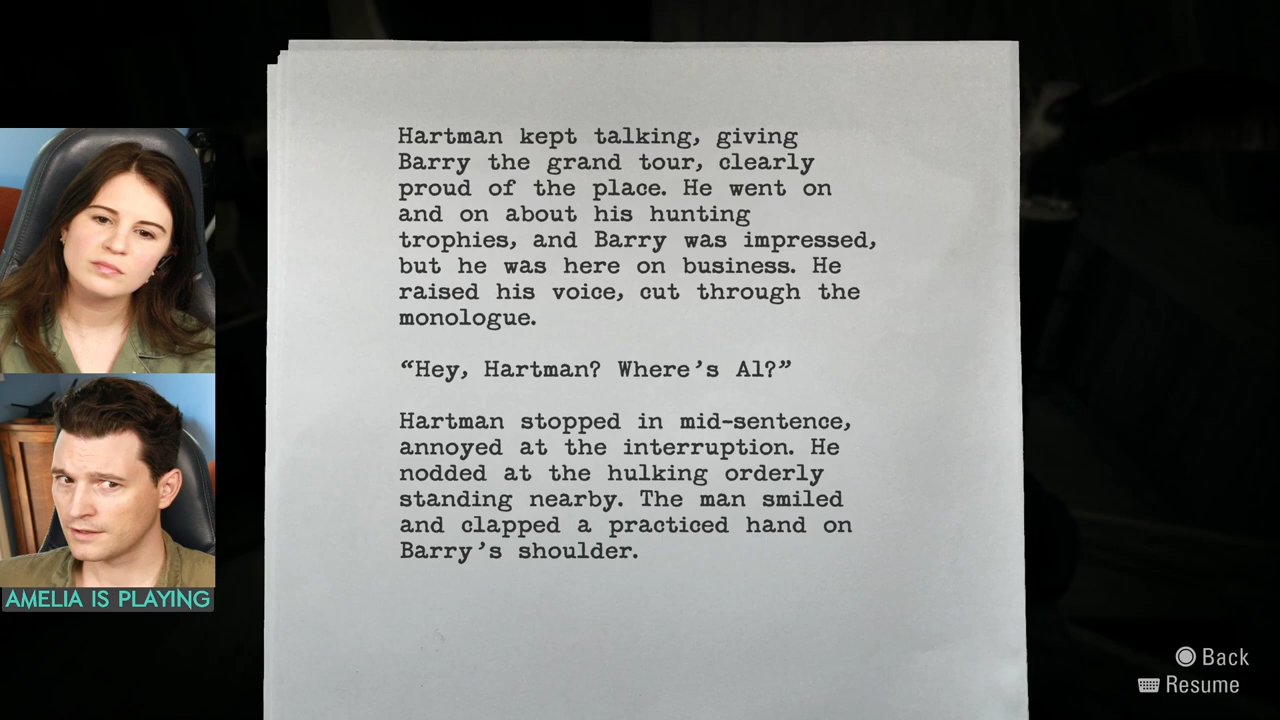 Hartman kept talking, giving
Barry the grand tour, clearly
proud of the place. He went on
and on about his hunting
trophies, and Barry was impressed,
but he was here on business. He
raised his voice, cut through the
monologue.
“Hey, Hartman? Where’s Al?”
Hartman stopped in mid-sentence,
annoyed at the interruption. He
nodded at the hulking orderly
standing nearby. The man smiled
and clapped a practiced hand on
Barry’s shoulder.
AMELIA IS PLAYING
Back
Resume